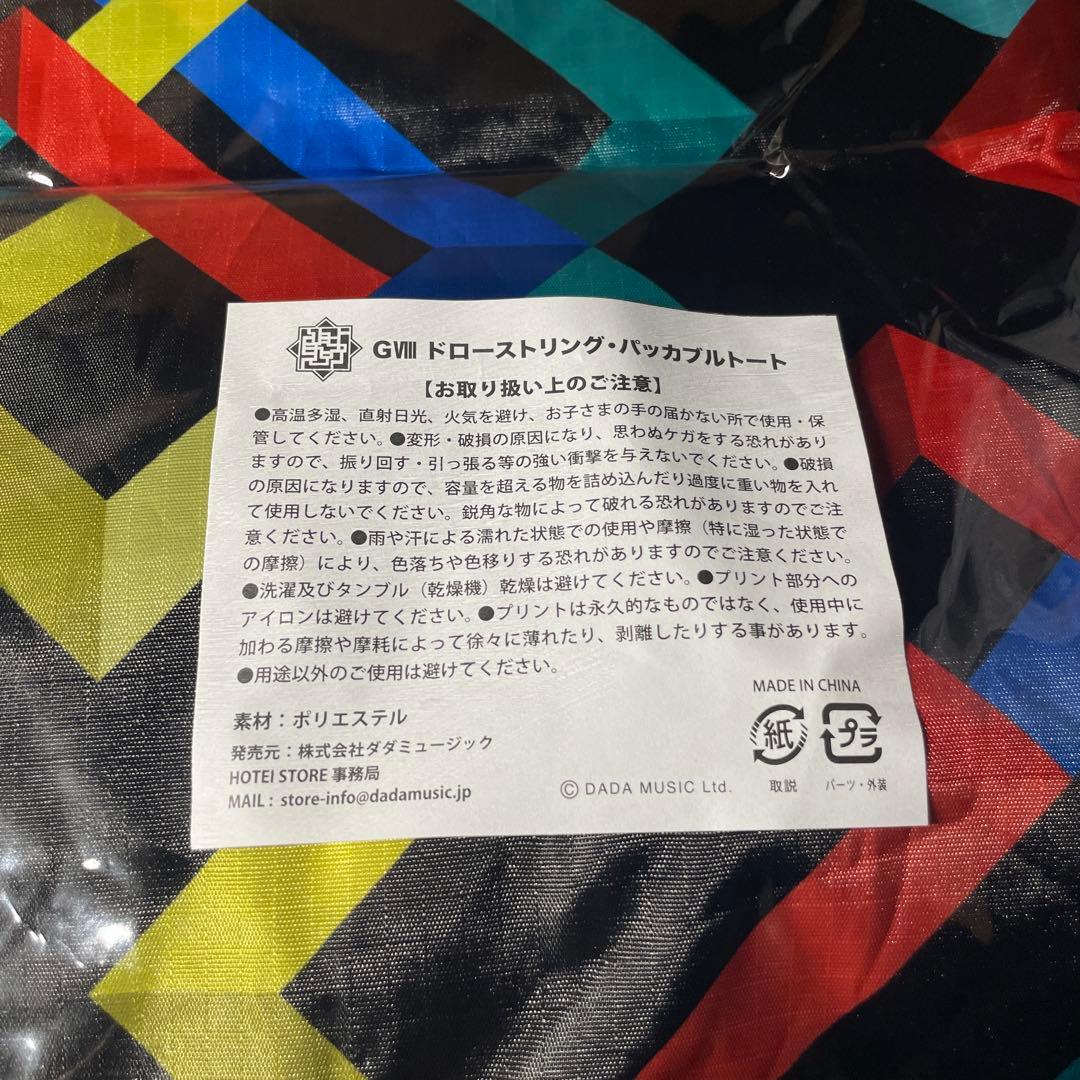 GⅧ ドローストリング・パッカブルトート
【お取り扱い上のご注意】
●高温多湿、直射日光、火気を避け、お子さまの手の届かない所で使用・保
管してください。●変形・破損の原因になり、思わぬケガをする恐れがあり
ますので、振り回す・引っ張る等の強い衝撃を与えないでください。●破損
の原因になりますので、容量を超える物を詰め込んだり過度に重い物を入れ
て使用しないでください。鋭角な物によって破れる恐れがありますのでご注
意ください。●雨や汗による濡れた状態での使用や摩擦（特に湿った状態で
の摩擦）により、色落ちや色移りする恐れがありますのでご注意ください。
●洗濯及びタンブル（乾燥機）乾燥は避けてください。●プリント部分への
アイロンは避けてください。●プリントは永久的なものではなく、使用中に
加わる摩擦や摩耗によって徐々に薄れたり、剥離したりする事があります。
●用途以外のご使用は避けてください。
素材：ポリエステル
発売元：株式会社ダダミュージック
HOTEI STORE 事務局
MAIL : store-info@dadamusic.jp
© DADA MUSIC Ltd.
MADE IN CHINA
紙 プラ
取説 パーツ・外装